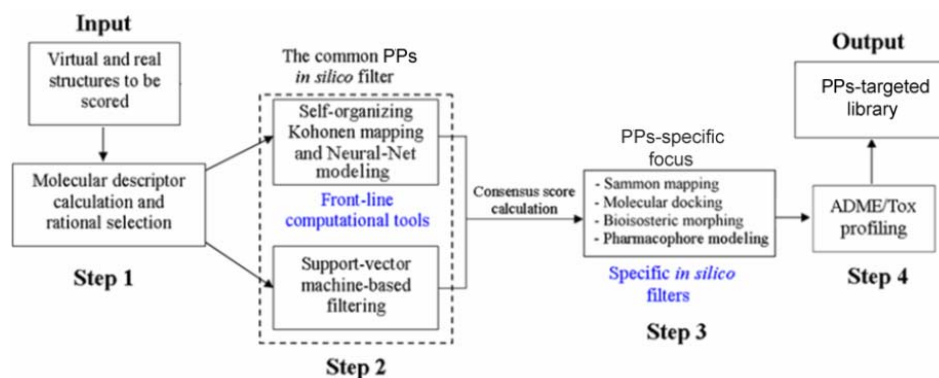 Input
Virtual and real
structures to be
scored
Molecular descriptor
calculation and
rational selection
Step 1
The common PPs
in silico filter
Self-organizing
Kohonen mapping
and Neural-Net
modeling
Front-line
computational tools
Support-vector
machine-based
filtering
Step 2
Consensus score
calculation
PPs-specific
focus
- Sammon mapping
- Molecular docking
- Bioisosteric morphing
- Pharmacophore modeling
Specific in silico
filters
Step 3
Output
PPs-targeted
library
ADME/Tox
profiling
Step 4